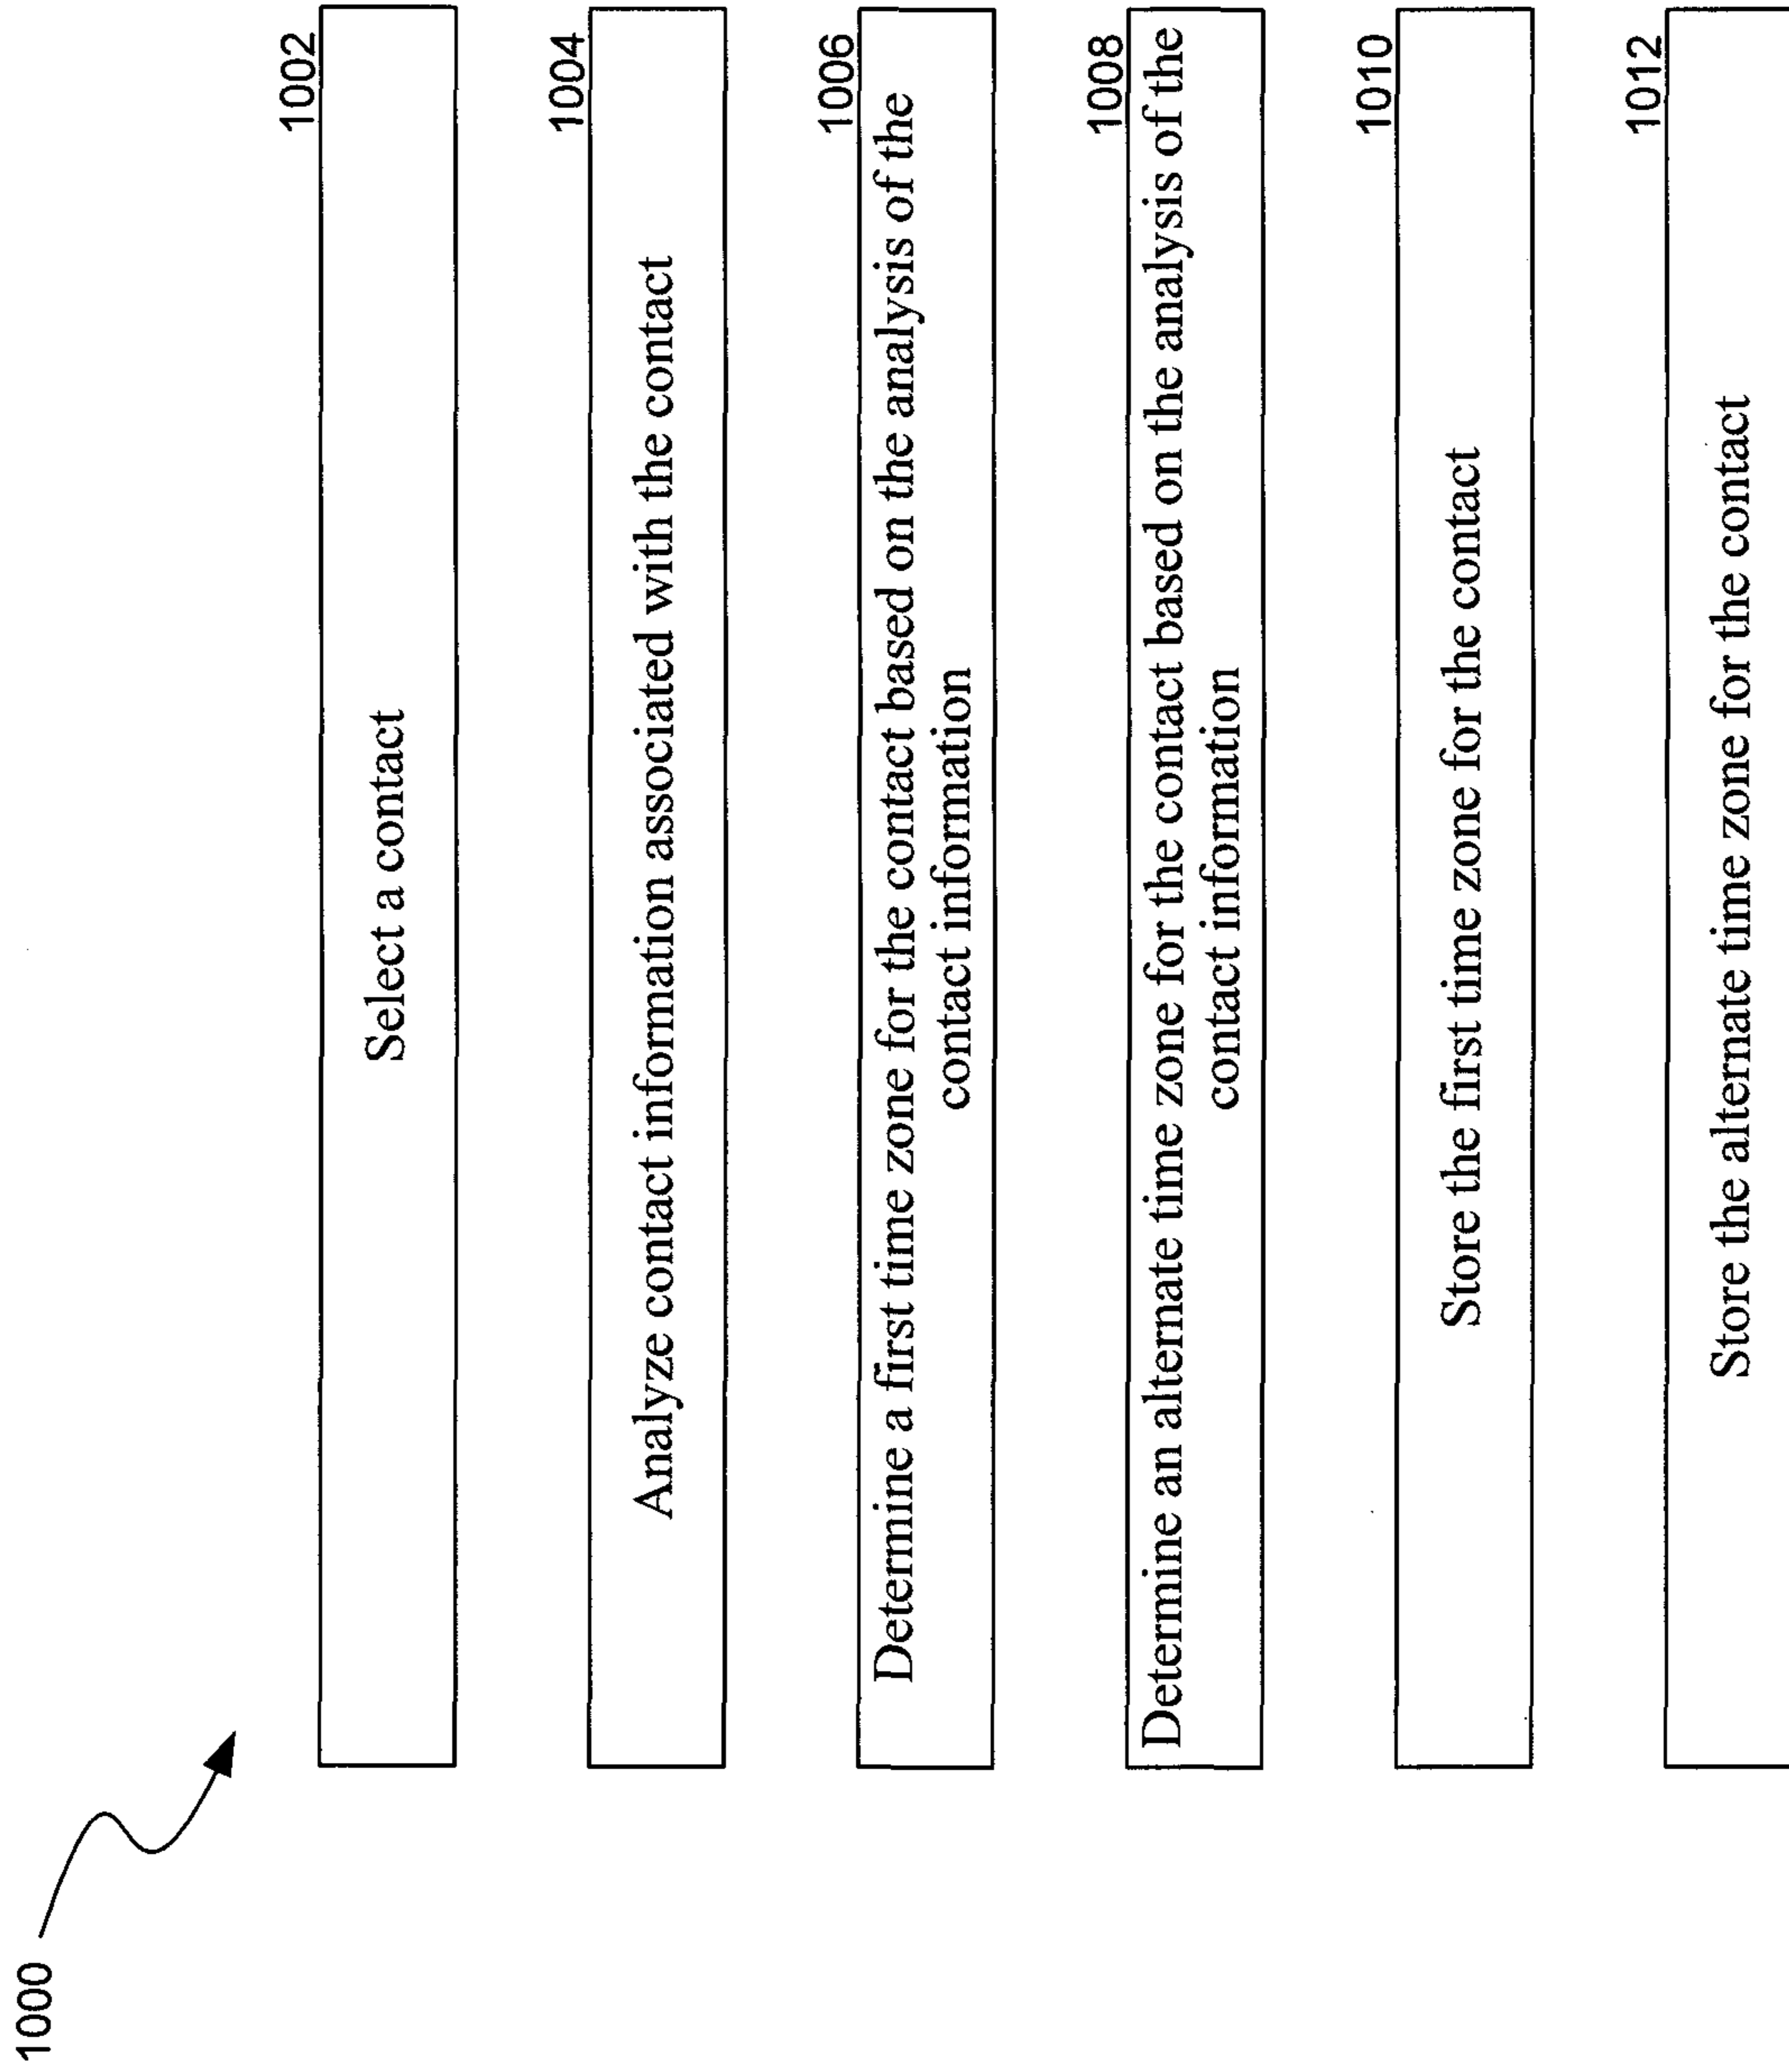 1000
1002
Select a contact
1004
Analyze contact information associated with the contact
1006
Determine a first time zone for the contact based on the analysis of the
contact information
1008
Determine an alternate time zone for the contact based on the analysis of the
contact information
1010
Store the first time zone for the contact
1012
Store the alternate time zone for the contact